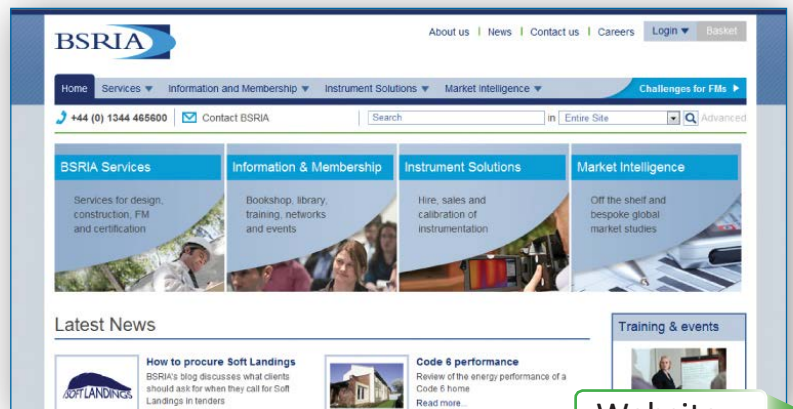 BSRIA
About us | News | Contact us | Careers Login Basket
Home Services Information and Membership Instrument Solutions Market Intelligence Challenges for FMs
+44 (0) 1344 465600 Contact BSRIA Search in Entire Site Advanced
BSRIA Services
Services for design,
construction, FM
and certification
Information & Membership
Bookshop, library,
training, networks
and events
Instrument Solutions
Hire, sales and
calibration of
instrumentation
Market Intelligence
Off the shelf and
bespoke global
market studies
Latest News
SOFT LANDINGS
How to procure Soft Landings
BSRIA's blog discusses what clients
should ask for when they call for Soft
Landings in tenders
Code 6 performance
Review of the energy performance of a
Code 6 home
Read more...
Training & events